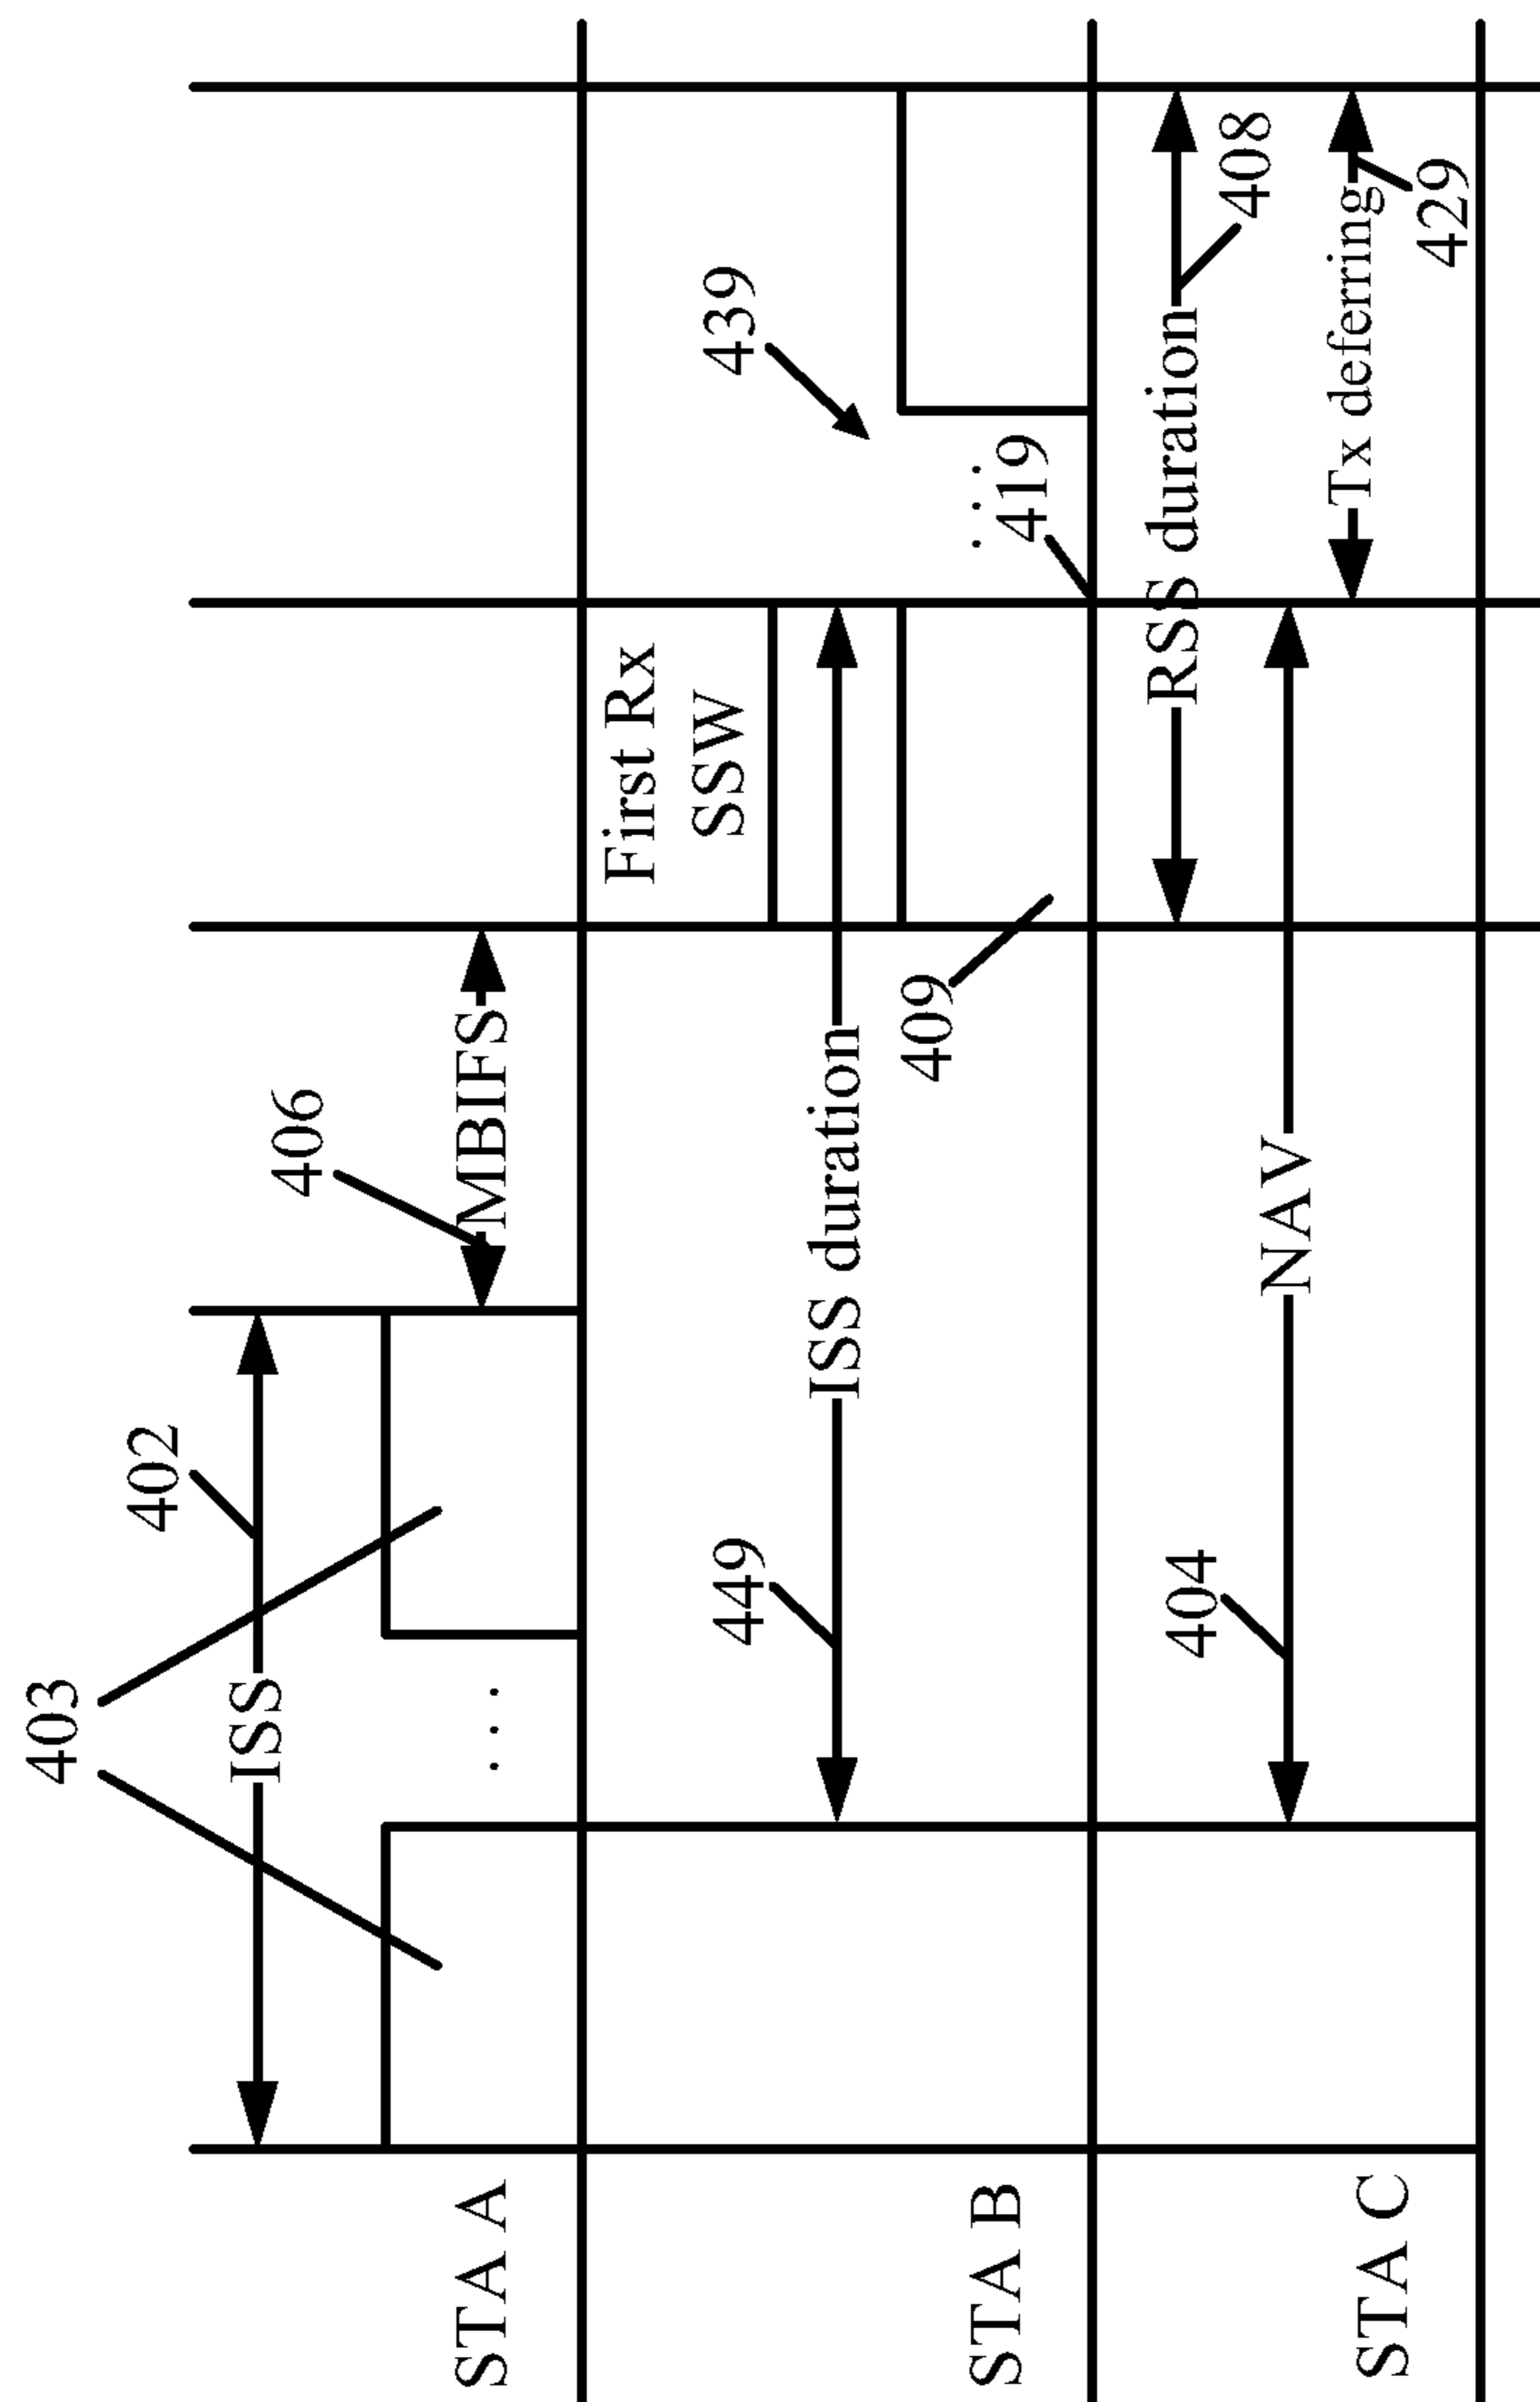 403
402
ISS
406
STA A
. . .
MBIFS
First Rx
SSW
439
449
ISS duration
409
. . .
419
STA B
RSS duration
408
404
NAV
Tx deferring
429
STA C